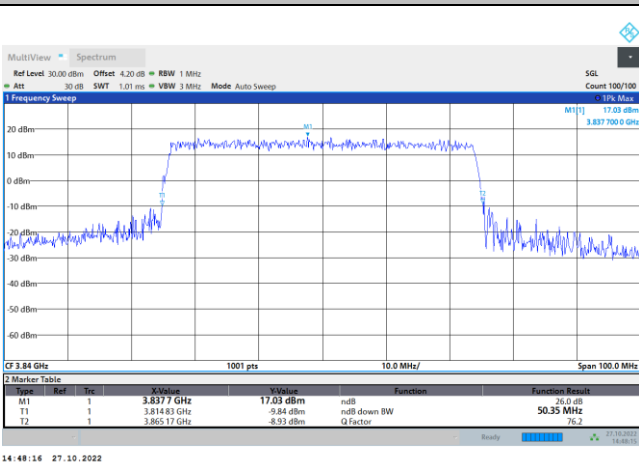 MultiView Spectrum
Ref Level 30.00 dBm Offset 4.20 dB RBW 1 MHz SGL
Att 30 dB SWT 1.01 ms VBW 3 MHz Mode Auto Sweep Count 100/100
1 Frequency Sweep 1Pk Max
M1[1] 17.03 dBm
3.837 700 0 GHz
M1
20 dBm
10 dBm
0 dBm
T1 T2
-10 dBm
-20 dBm
-30 dBm
-40 dBm
-50 dBm
-60 dBm
CF 3.84 GHz 1001 pts 10.0 MHz/ Span 100.0 MHz
2 Marker Table
Type Ref Trc X-Value Y-Value Function Function Result
M1 1 3.8377 GHz 17.03 dBm ndB 26.0 dB
T1 1 3.814 83 GHz -9.84 dBm ndB down BW 50.35 MHz
T2 1 3.865 17 GHz -8.93 dBm Q Factor 76.2
Ready 27.10.2022
14:48:15
14:48:16 27.10.2022